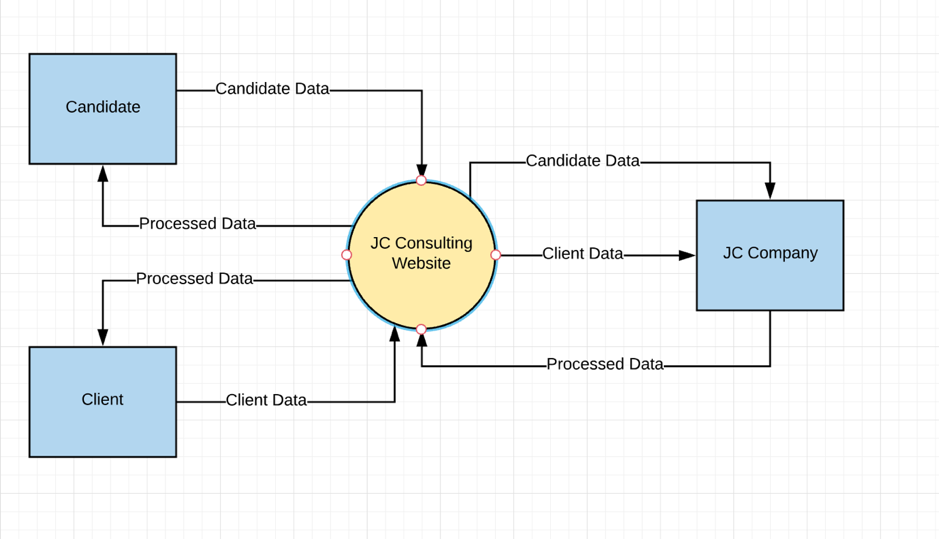 Candidate
Candidate Data
Candidate Data
Processed Data
JC Consulting
Website
Client Data
JC Company
Processed Data
Processed Data
Client
Client Data